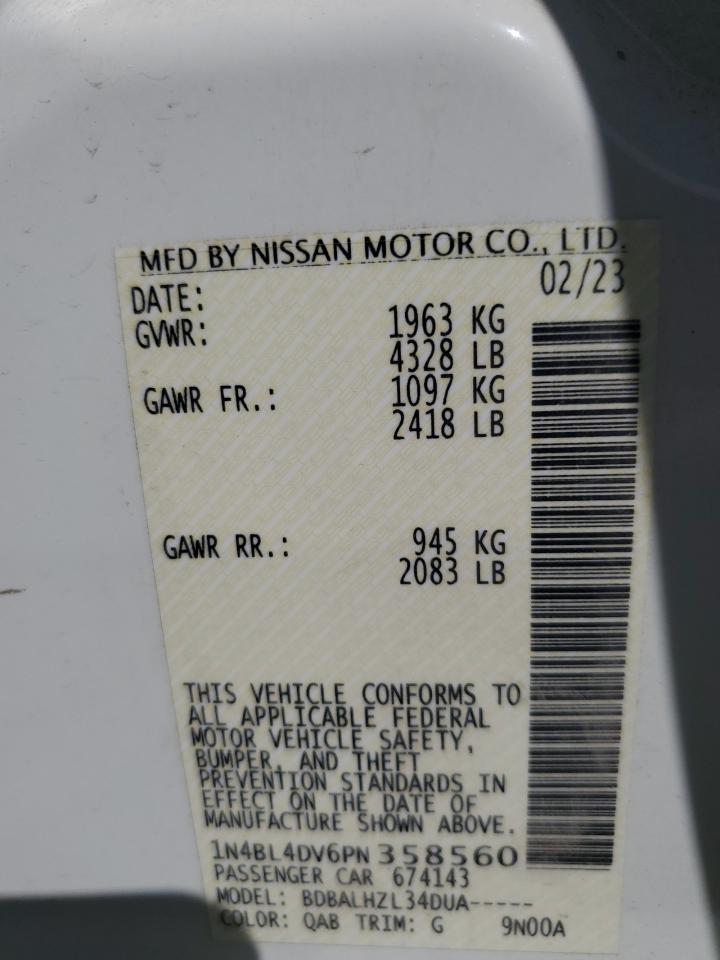 MFD BY NISSAN MOTOR CO., LTD.
DATE: 02/23
GVWR: 1963 KG
4328 LB
GAWR FR.: 1097 KG
2418 LB
GAWR RR.: 945 KG
2083 LB
THIS VEHICLE CONFORMS TO
ALL APPLICABLE FEDERAL
MOTOR VEHICLE SAFETY,
BUMPER, AND THEFT
PREVENTION STANDARDS IN
EFFECT ON THE DATE OF
MANUFACTURE SHOWN ABOVE.
1N4BL4DV6PN 358560
PASSENGER CAR 674143
MODEL: BDBALHZL34DUA-----
COLOR: QAB TRIM: G 9N00A